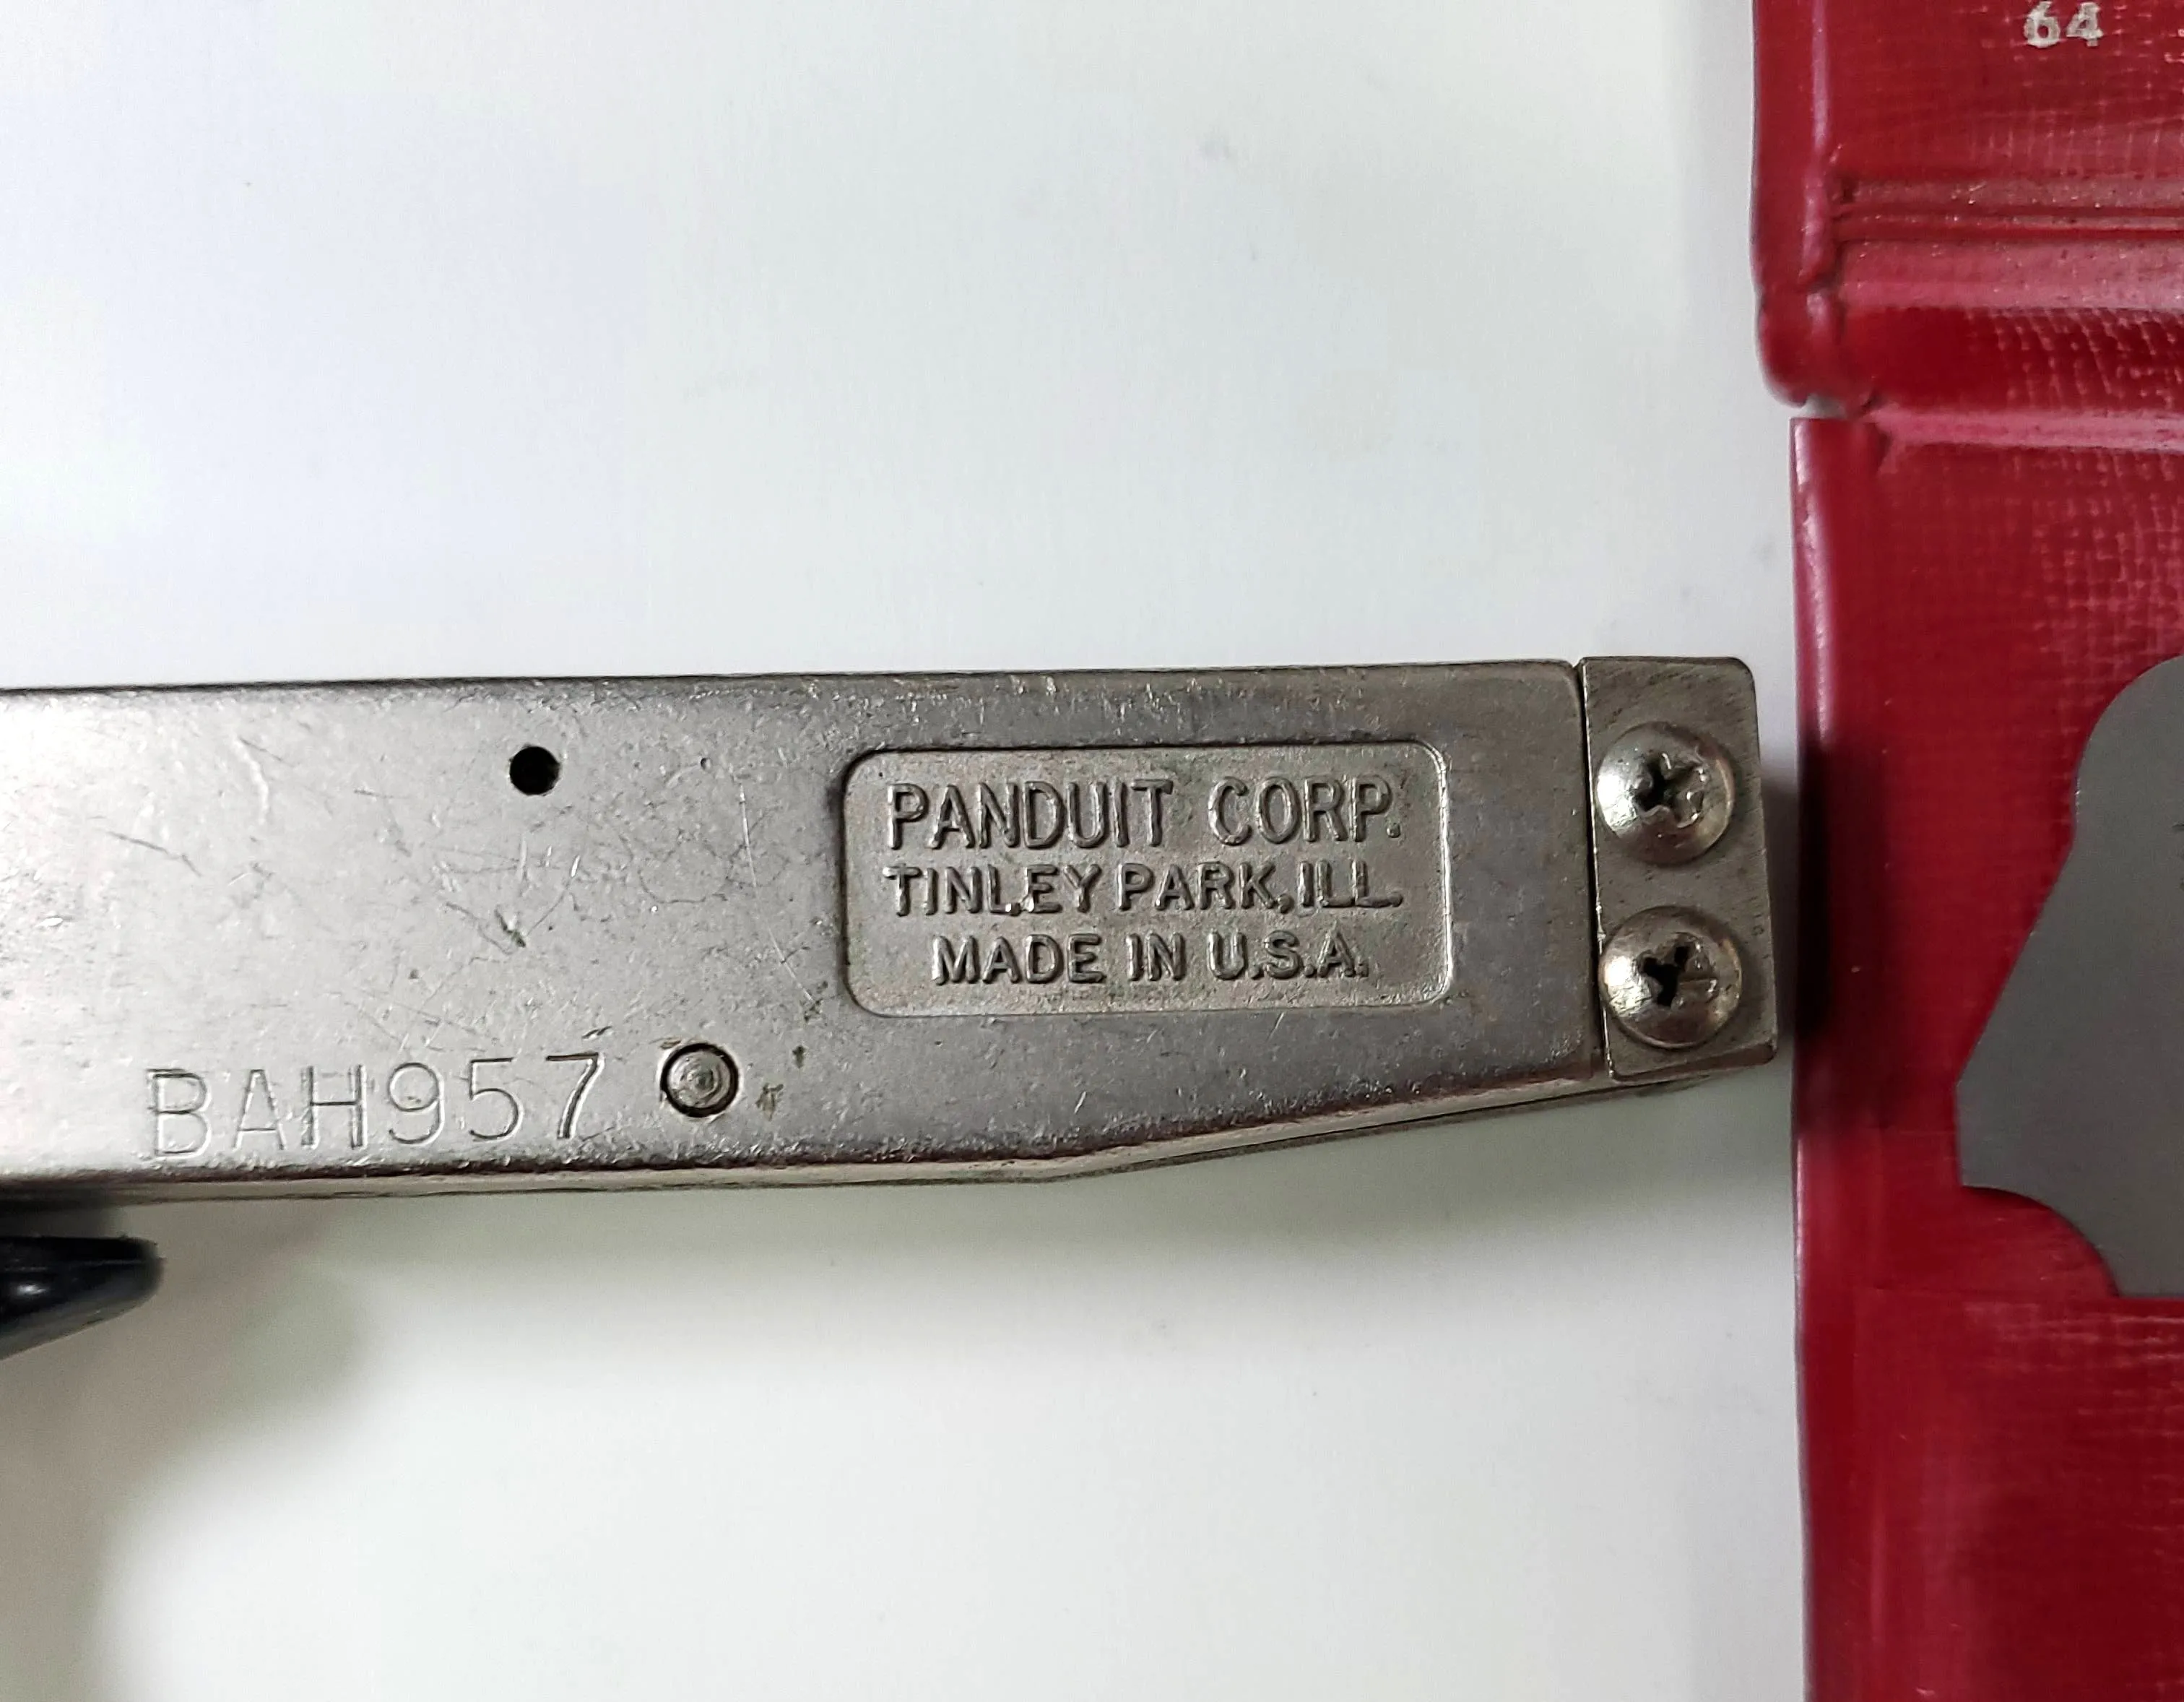 64
PANDUIT CORP.
TINLEY PARK, ILL.
MADE IN U.S.A.
BAH957